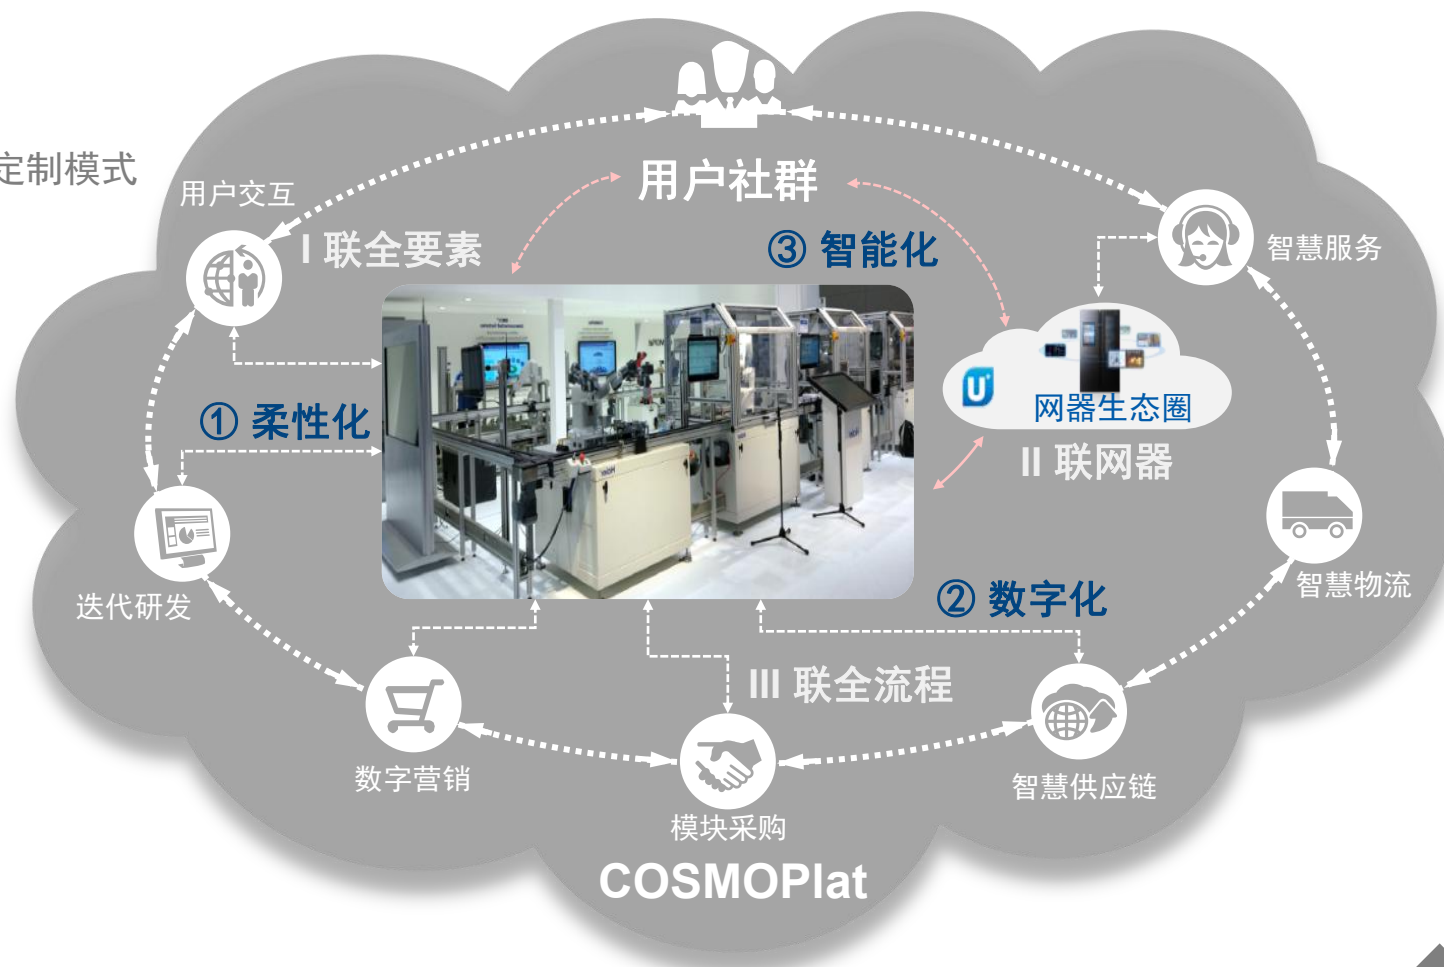 定制模式
用户社群
用户交互
I 联全要素
③ 智能化
智慧服务
U+
网器生态圈
① 柔性化
II 联网器
迭代研发
② 数字化
智慧物流
III 联全流程
数字营销
模块采购
智慧供应链
COSMOPlat